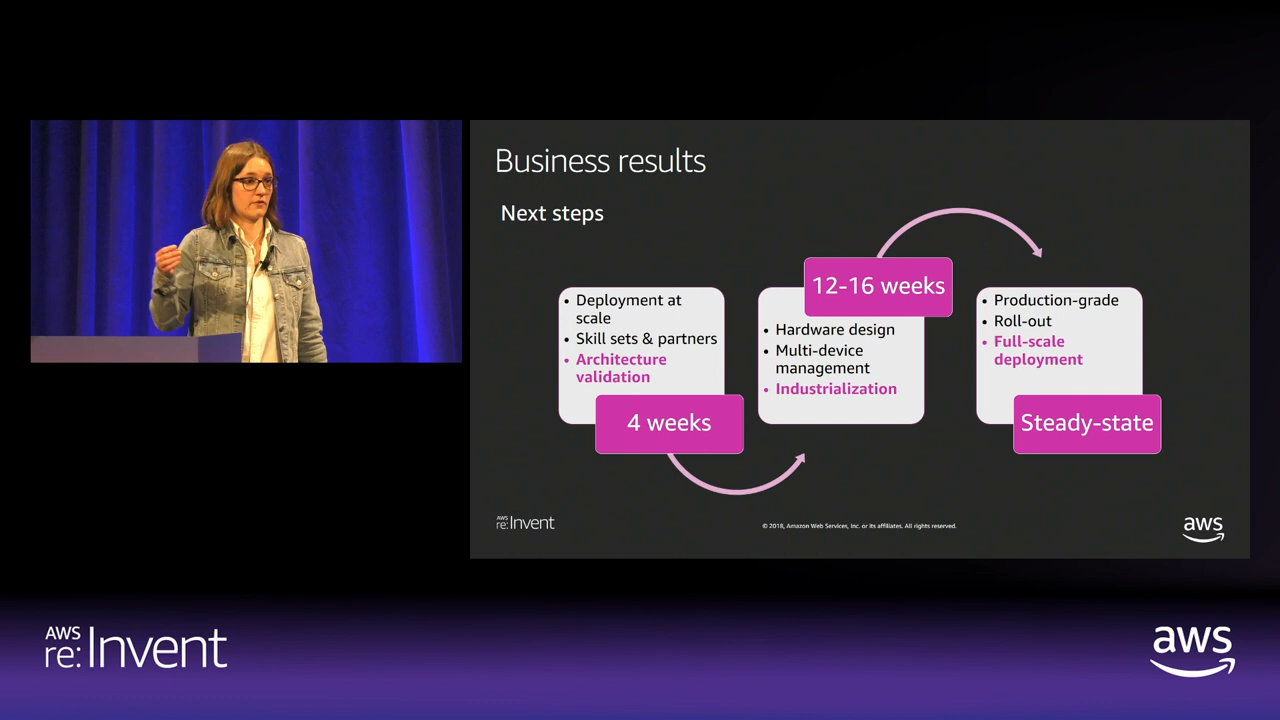 Business results
Next steps
• Deployment at
scale
• Skill sets & partners
• Architecture
validation
4 weeks
12-16 weeks
• Hardware design
• Multi-device
management
• Industrialization
• Production-grade
• Roll-out
• Full-scale
deployment
Steady-state
AWS
re:Invent
© 2018, Amazon Web Services, Inc. or its affiliates. All rights reserved.
aws
AWS
re:Invent
aws